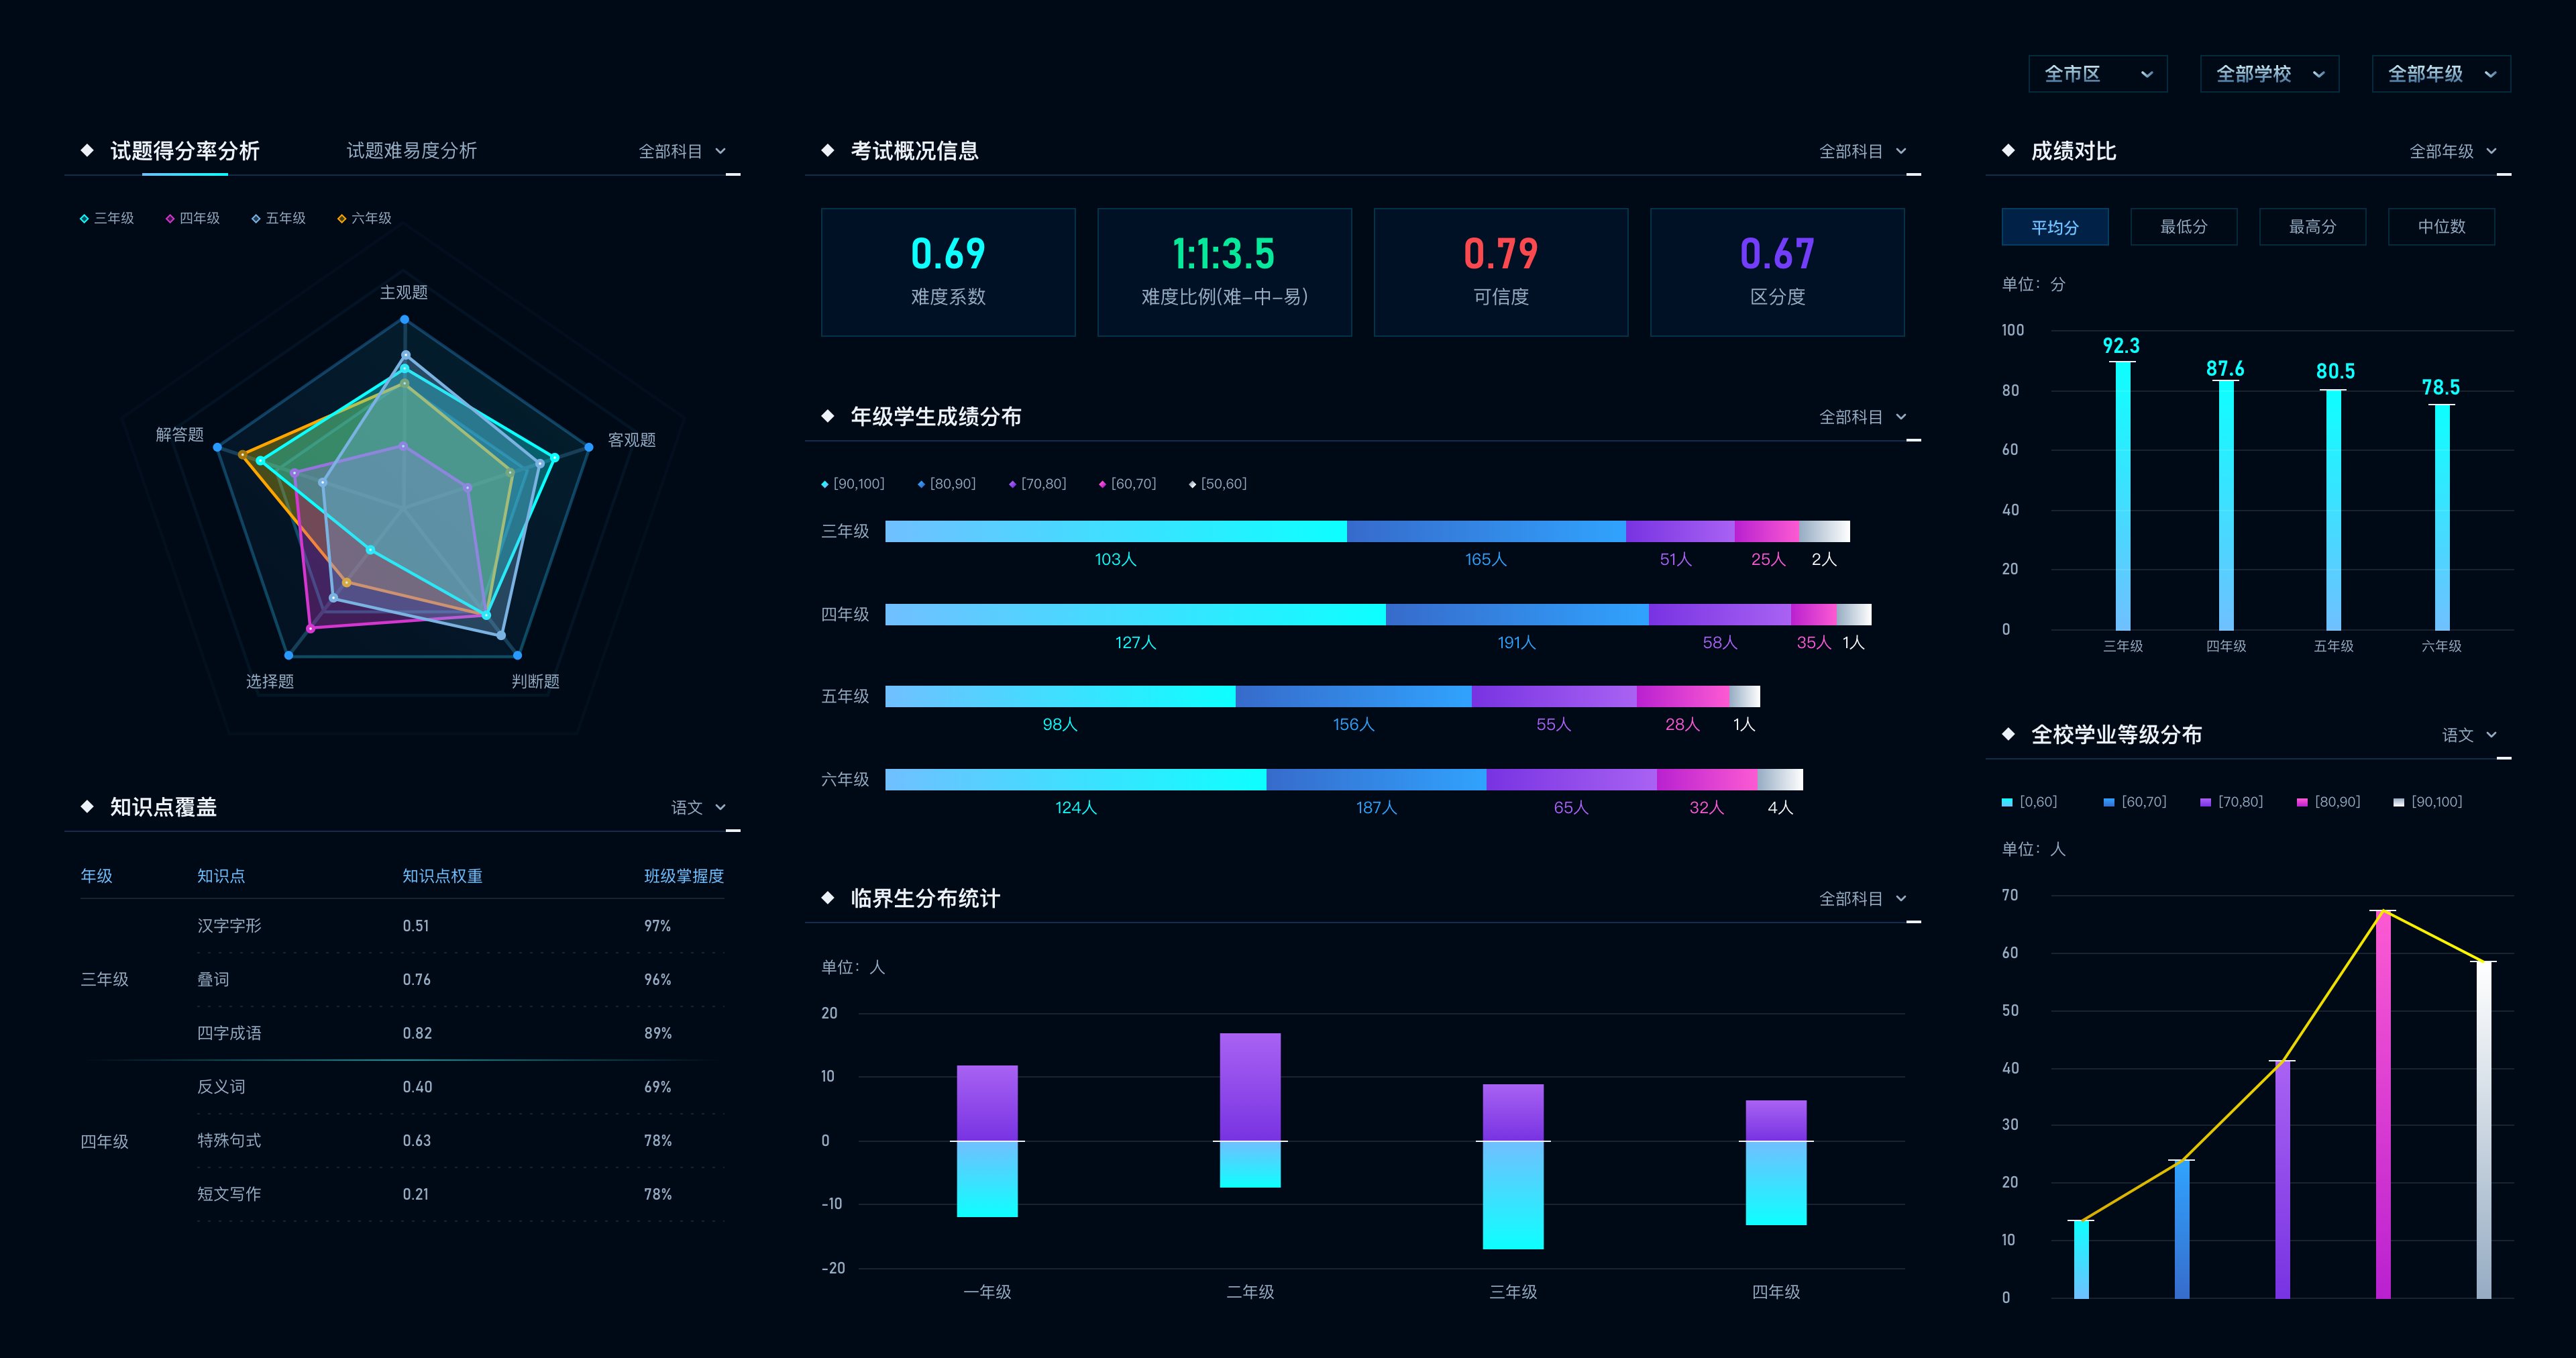 全市区
全部学校
全部年级
试题得分率分析
试题难易度分析
全部科目
三年级
四年级
五年级
六年级
主观题
客观题
判断题
选择题
解答题
知识点覆盖
语文
年级 知识点 知识点权重 班级掌握度
三年级
汉字字形 0.51 97%
叠词 0.76 96%
四字成语 0.82 89%
四年级
反义词 0.40 69%
特殊句式 0.63 78%
短文写作 0.21 78%
考试概况信息
全部科目
0.69
难度系数
1:1:3.5
难度比例(难–中–易)
0.79
可信度
0.67
区分度
年级学生成绩分布
全部科目
[90,100] [80,90] [70,80] [60,70] [50,60]
三年级
103人 165人 51人 25人 2人
四年级
127人 191人 58人 35人 1人
五年级
98人 156人 55人 28人 1人
六年级
124人 187人 65人 32人 4人
临界生分布统计
全部科目
单位：人
20
10
0
-10
-20
一年级 二年级 三年级 四年级
成绩对比
全部年级
平均分 最低分 最高分 中位数
单位：分
100
80
60
40
20
0
92.3
87.6
80.5
78.5
三年级 四年级 五年级 六年级
全校学业等级分布
语文
[0,60] [60,70] [70,80] [80,90] [90,100]
单位：人
70
60
50
40
30
20
10
0